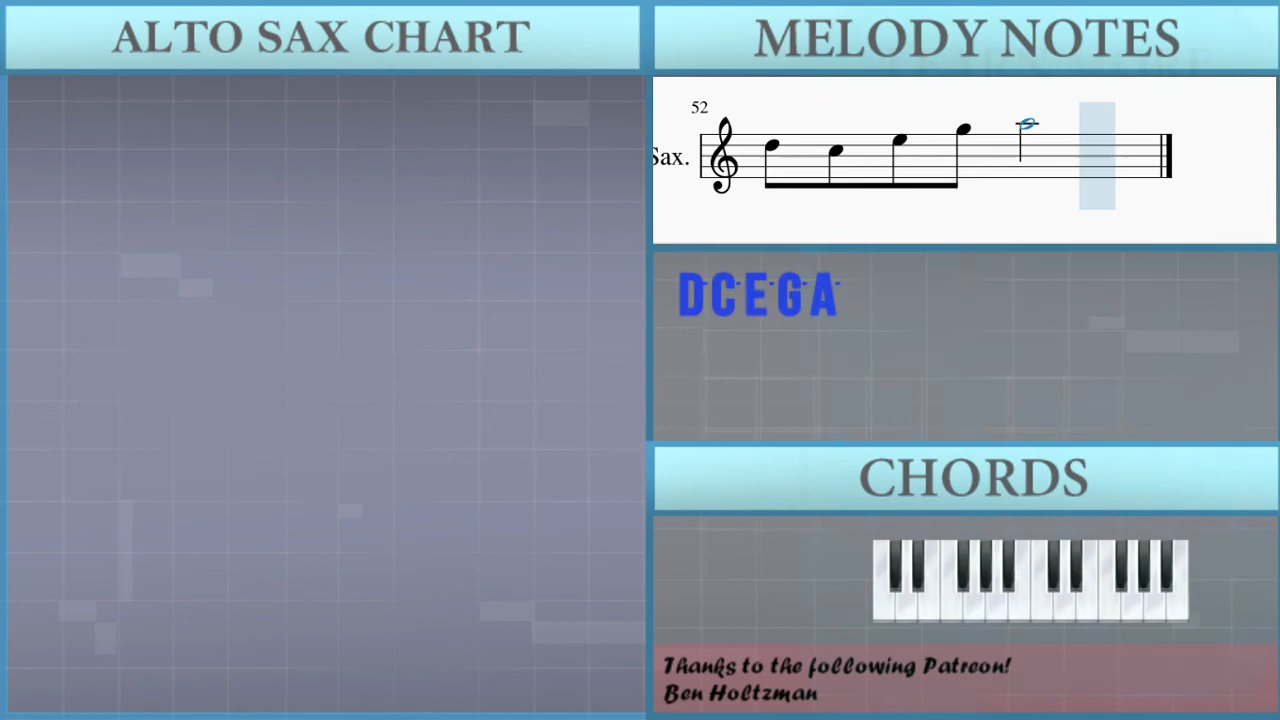 ALTO SAX CHART
MELODY NOTES
52
Sax.
DCEGA
CHORDS
Thanks to the following Patreon!
Ben Holtzman